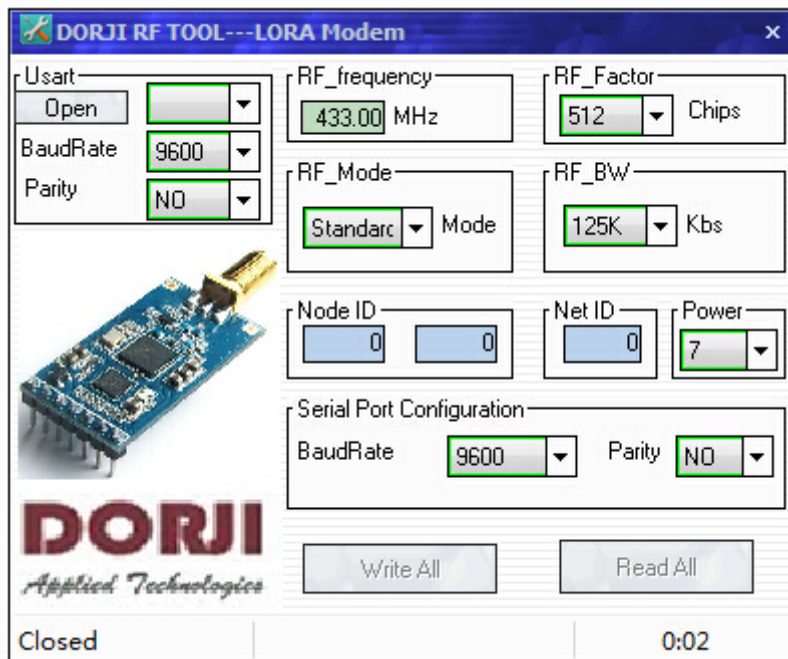 DORJI RF TOOL---LORA Modem
Usart
Open
BaudRate 9600
Parity NO
RF_frequency
433.00 MHz
RF_Factor
512 Chips
RF_Mode
Standard Mode
RF_BW
125K Kbs
Node ID
0 0
Net ID
0
Power
7
Serial Port Configuration
BaudRate 9600 Parity NO
DORJI
Applied Technologies
Write All Read All
Closed 0:02